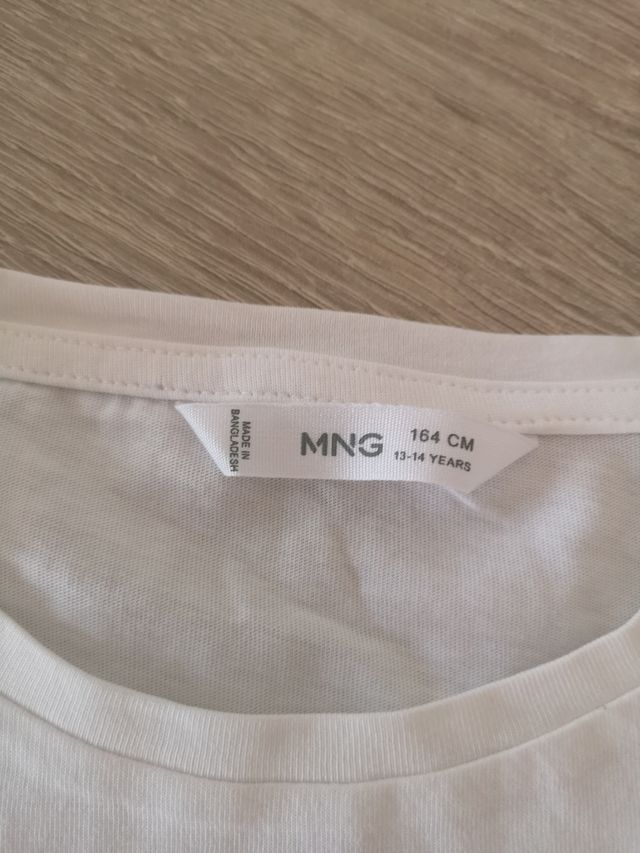 MADE IN
BANGLADESH
MNG
164 CM
13-14 YEARS